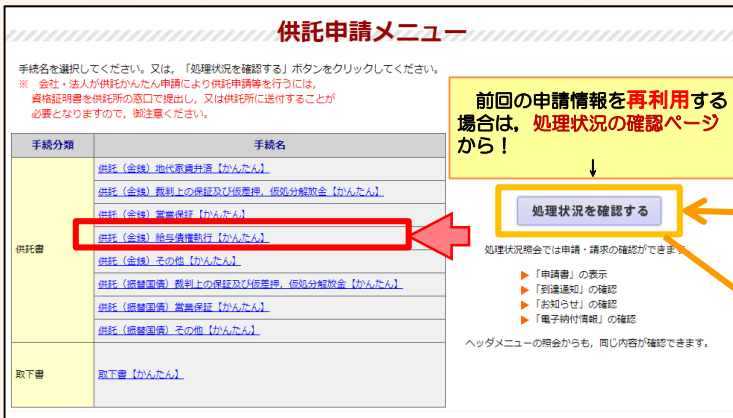 供託申請メニュー
手続名を選択してください。又は，「処理状況を確認する」ボタンをクリックしてください。
※ 会社・法人が供託かんたん申請により供託申請等を行うには，
資格証明書を供託所の窓口で提出し，又は供託所に送付することが
必要となりますので，御注意ください。
手続分類 手続名
供託書
供託（金銭）地代家賃弁済【かんたん】
供託（金銭）裁判上の保証及び仮差押，仮処分解放金【かんたん】
供託（金銭）営業保証【かんたん】
供託（金銭）給与債権執行【かんたん】
供託（金銭）その他【かんたん】
供託（振替国債）裁判上の保証及び仮差押，仮処分解放金【かんたん】
供託（振替国債）営業保証【かんたん】
供託（振替国債）その他【かんたん】
取下書
取下書【かんたん】
前回の申請情報を再利用する
場合は，処理状況の確認ページ
から！
↓
処理状況を確認する
処理状況照会では申請・請求の確認ができます
▶「申請書」の表示
▶「到達通知」の確認
▶「お知らせ」の確認
▶「電子納付情報」の確認
ヘッダメニューの照会からも，同じ内容が確認できます。